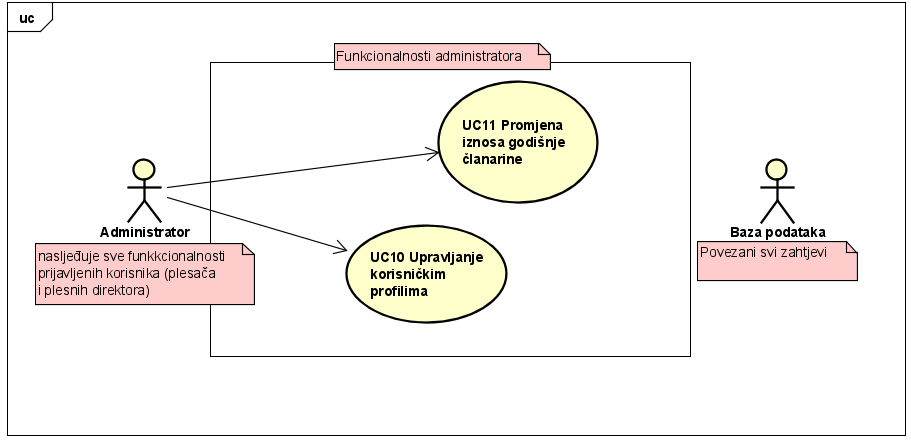 uc
Funkcionalnosti administratora
UC11 Promjena
iznosa godišnje
članarine
Administrator
nasljeđuje sve funkkcionalnosti
prijavljenih korisnika (plesača
i plesnih direktora)
UC10 Upravljanje
korisničkim
profilima
Baza podataka
Povezani svi zahtjevi